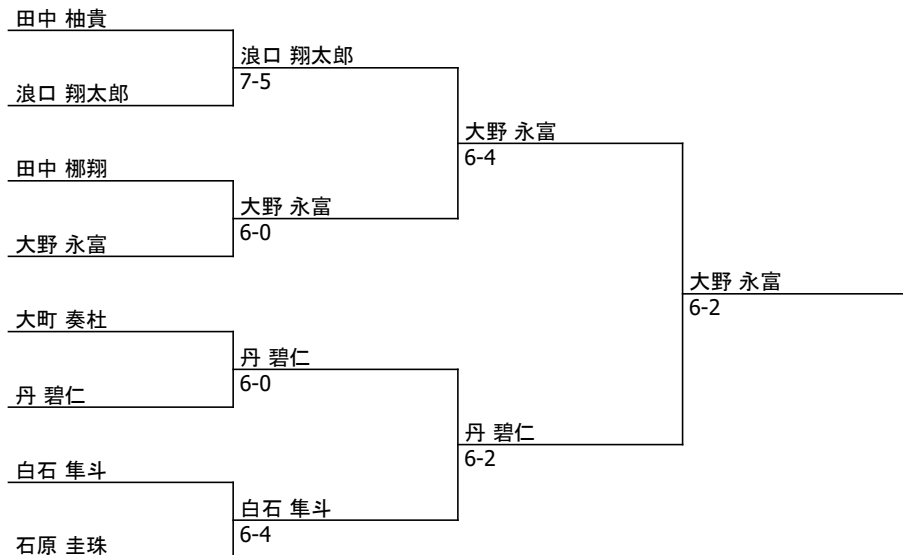 田中 柚貴
浪口 翔太郎
7-5
浪口 翔太郎
大野 永富
6-4
田中 梛翔
大野 永富
6-0
大野 永富
大野 永富
6-2
大町 奏杜
丹 碧仁
6-0
丹 碧仁
丹 碧仁
6-2
白石 隼斗
白石 隼斗
6-4
石原 圭珠